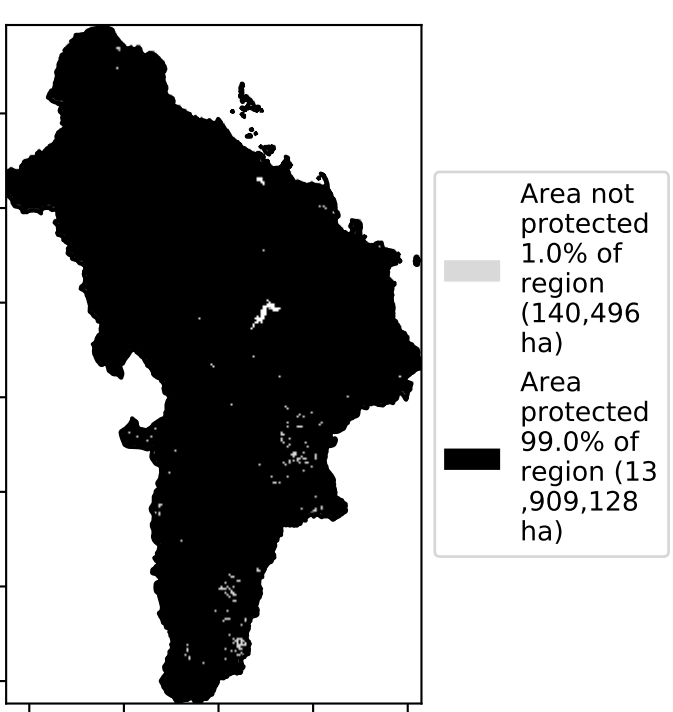 Area not
protected
1.0% of
region
(140,496
ha)
Area
protected
99.0% of
region (13
,909,128
ha)